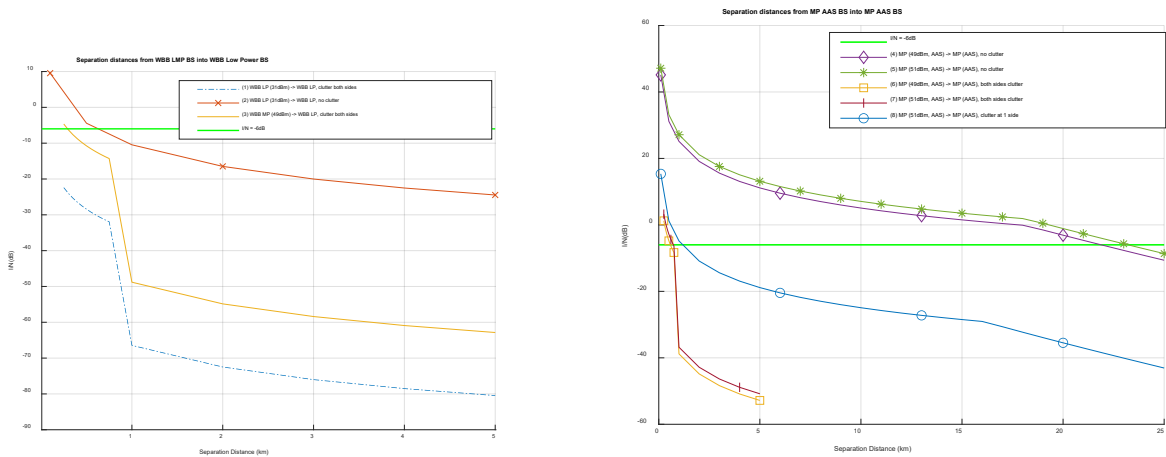 Separation distances from WBB LMP BS into WBB Low Power BS
10
0
-10
-20
-30
-40
-50
-60
-70
-80
-90
I/N(dB)
1
2
3
4
5
Separation Distance (km)
(1) WBB LP (31dBm) -> WBB LP, clutter both sides
(2) WBB LP (31dBm) -> WBB LP, no clutter
(3) WBB MP (49dBm) -> WBB LP, clutter both sides
I/N = -6dB
Separation distances from MP AAS BS into MP AAS BS
60
40
20
0
-20
-40
-60
I/N(dB)
0
5
10
15
20
25
Separation Distance (km)
I/N = -6dB
(4) MP (49dBm, AAS) -> MP (AAS), no clutter
(5) MP (51dBm, AAS) -> MP (AAS), no clutter
(6) MP (49dBm, AAS) -> MP (AAS), both sides clutter
(7) MP (51dBm, AAS) -> MP (AAS), both sides clutter
(8) MP (51dBm, AAS) -> MP (AAS), clutter at 1 side